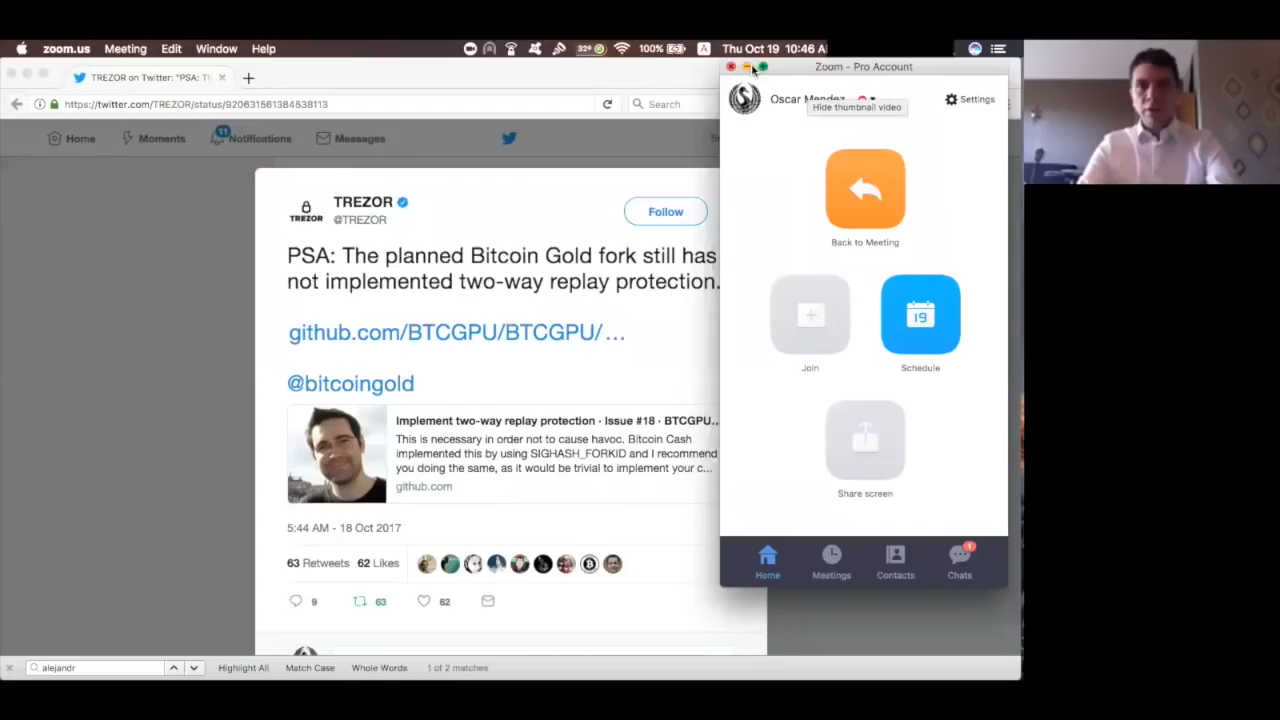 zoom.us Meeting Edit Window Help
32° 100% A Thu Oct 19 10:46 A
TREZOR on Twitter: "PSA: T
https://twitter.com/TREZOR/status/920631561384538113
Search
Home
Moments
11
Notifications
Messages
TREZOR
TREZOR
@TREZOR
Follow
PSA: The planned Bitcoin Gold fork still has
not implemented two-way replay protection.
github.com/BTCGPU/BTCGPU/…
@bitcoingold
Implement two-way replay protection · Issue #18 · BTCGPU...
This is necessary in order not to cause havoc. Bitcoin Cash
implemented this by using SIGHASH_FORKID and I recommend
you doing the same, as it would be trivial to implement your c...
github.com
5:44 AM - 18 Oct 2017
63 Retweets 62 Likes
9 63 62
alejandr
Highlight All Match Case Whole Words 1 of 2 matches
Zoom - Pro Account
Oscar Mendez
Settings
Hide thumbnail video
Back to Meeting
19
Join
Schedule
Share screen
1
Home Meetings Contacts Chats